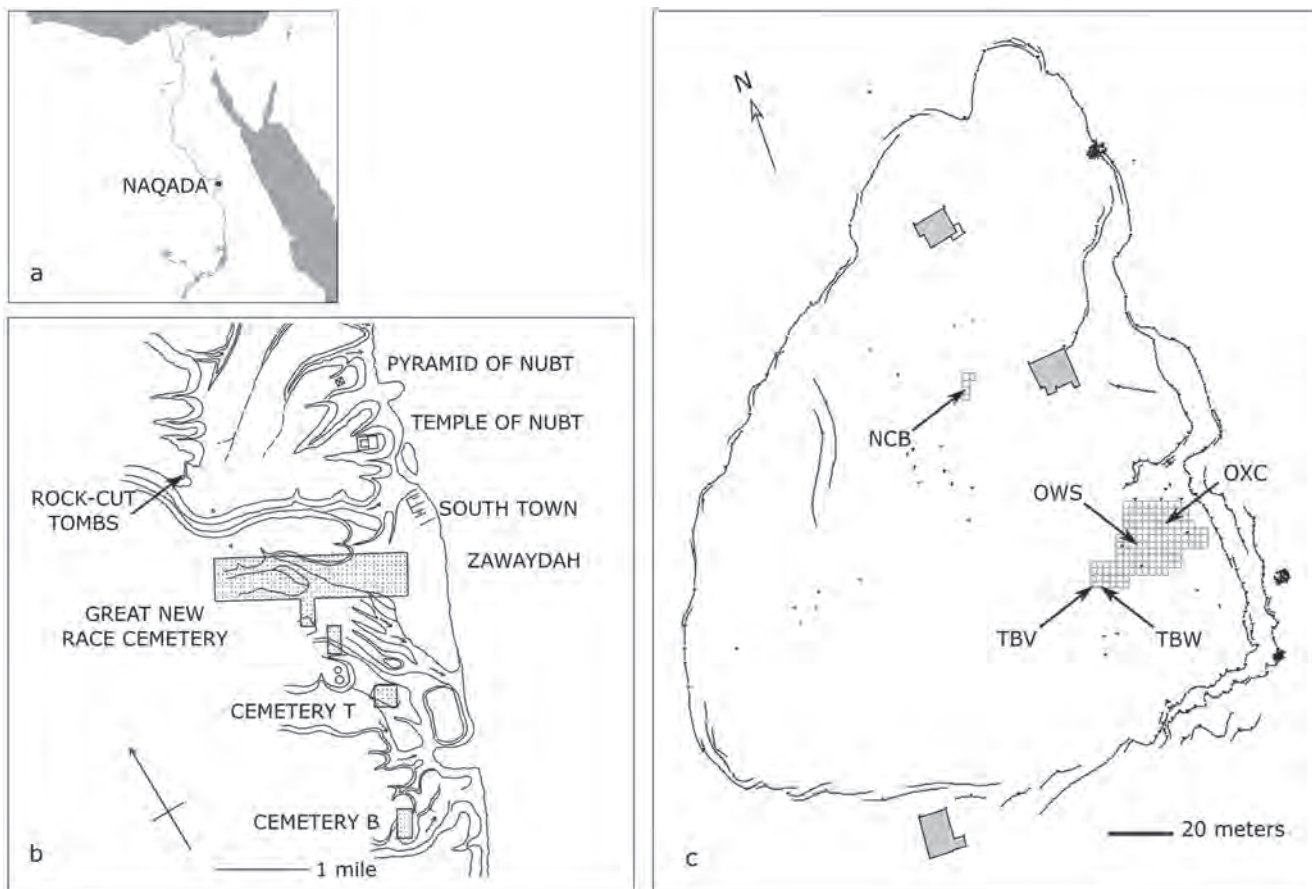 NAQADA
a
PYRAMID OF NUBT
TEMPLE OF NUBT
ROCK-CUT
TOMBS
SOUTH TOWN
ZAWAYDAH
GREAT NEW
RACE CEMETERY
CEMETERY T
CEMETERY B
1 mile
b
N
NCB
OWS
OXC
TBV
TBW
20 meters
c